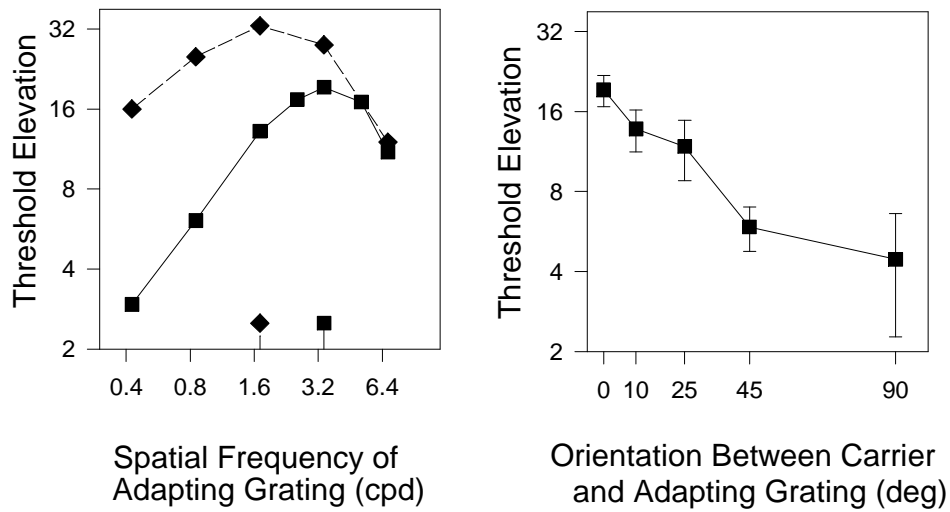 Threshold Elevation
32
16
8
4
2
0.4 0.8 1.6 3.2 6.4
Spatial Frequency of
Adapting Grating (cpd)
Threshold Elevation
32
16
8
4
2
0 10 25 45 90
Orientation Between Carrier
and Adapting Grating (deg)